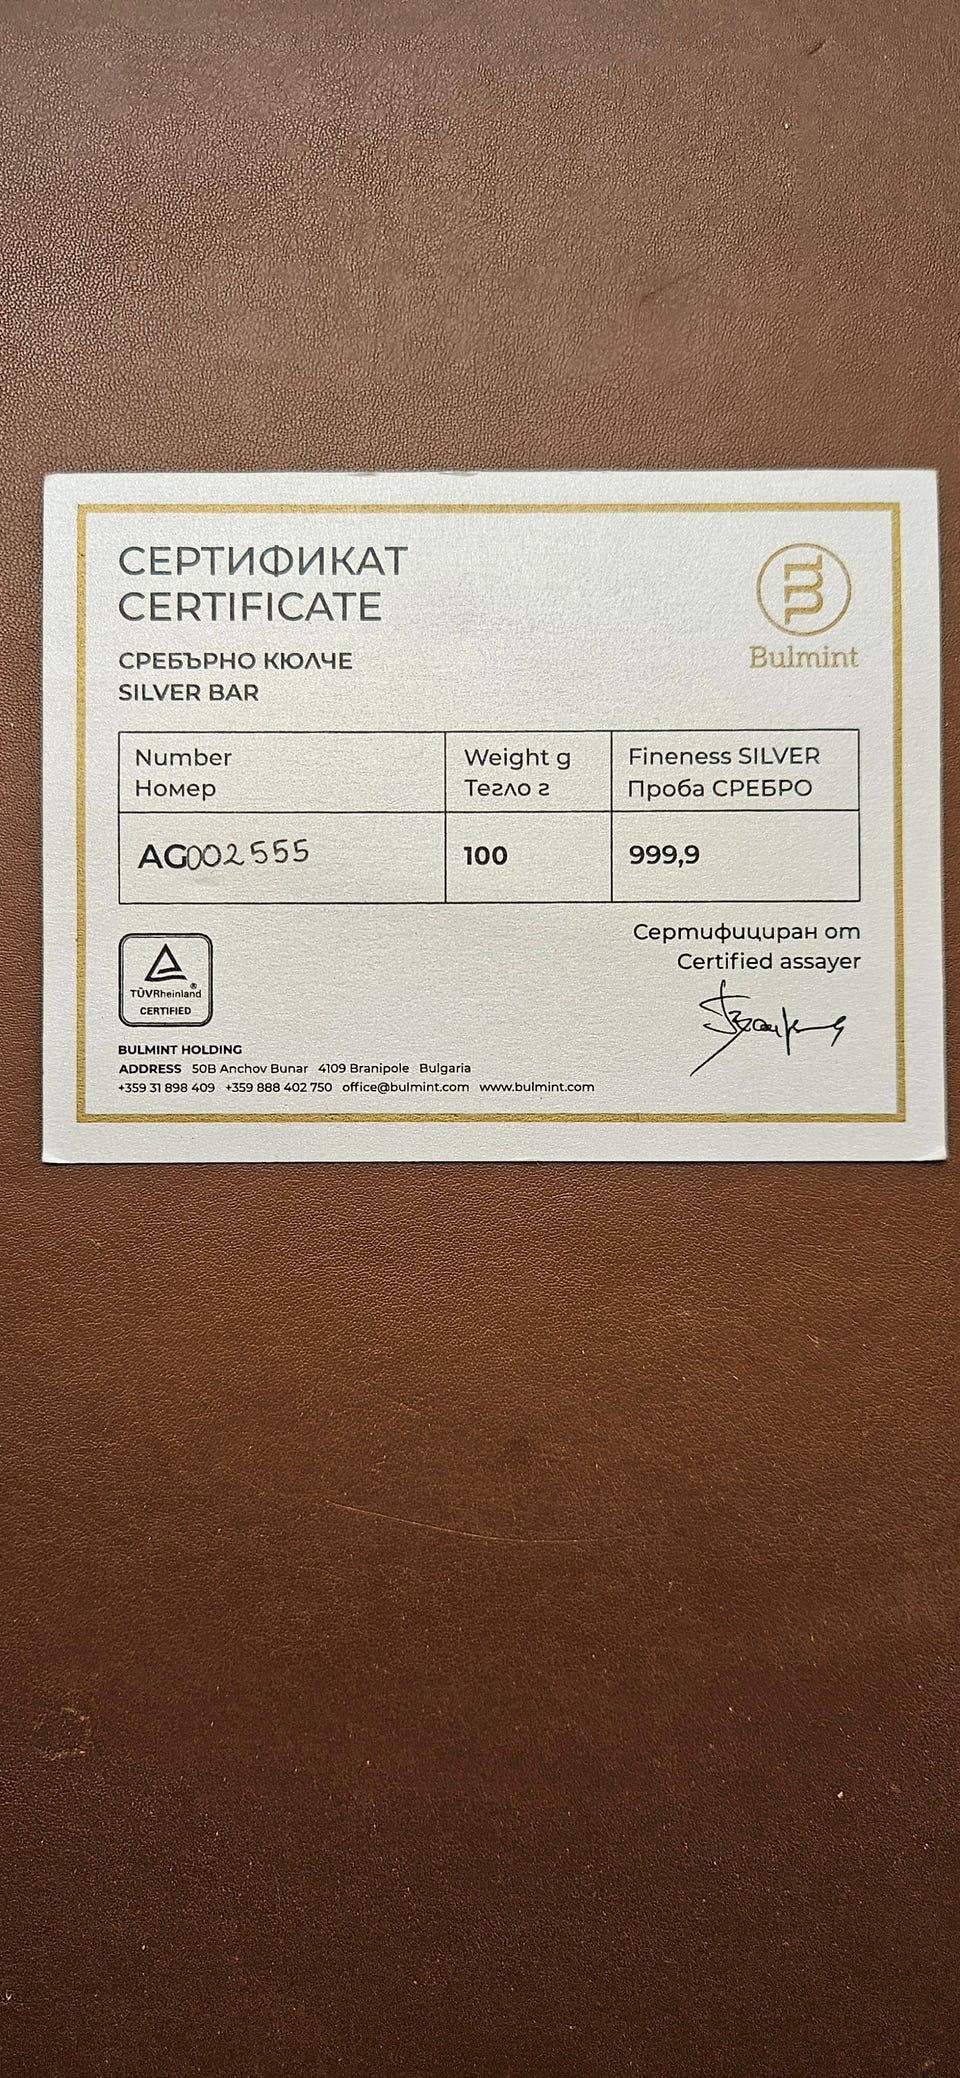 СЕРТИФИКАТ
CERTIFICATE
СРЕБЪРНО КЮЛЧЕ
SILVER BAR
Bulmint
Number
Номер
Weight g
Тегло г
Fineness SILVER
Проба СРЕБРО
AG002555
100
999,9
Сертифициран от
Certified assayer
TÜVRheinland®
CERTIFIED
BULMINT HOLDING
ADDRESS 50B Anchov Bunar 4109 Branipole Bulgaria
+359 31 898 409 +359 888 402 750 office@bulmint.com www.bulmint.com